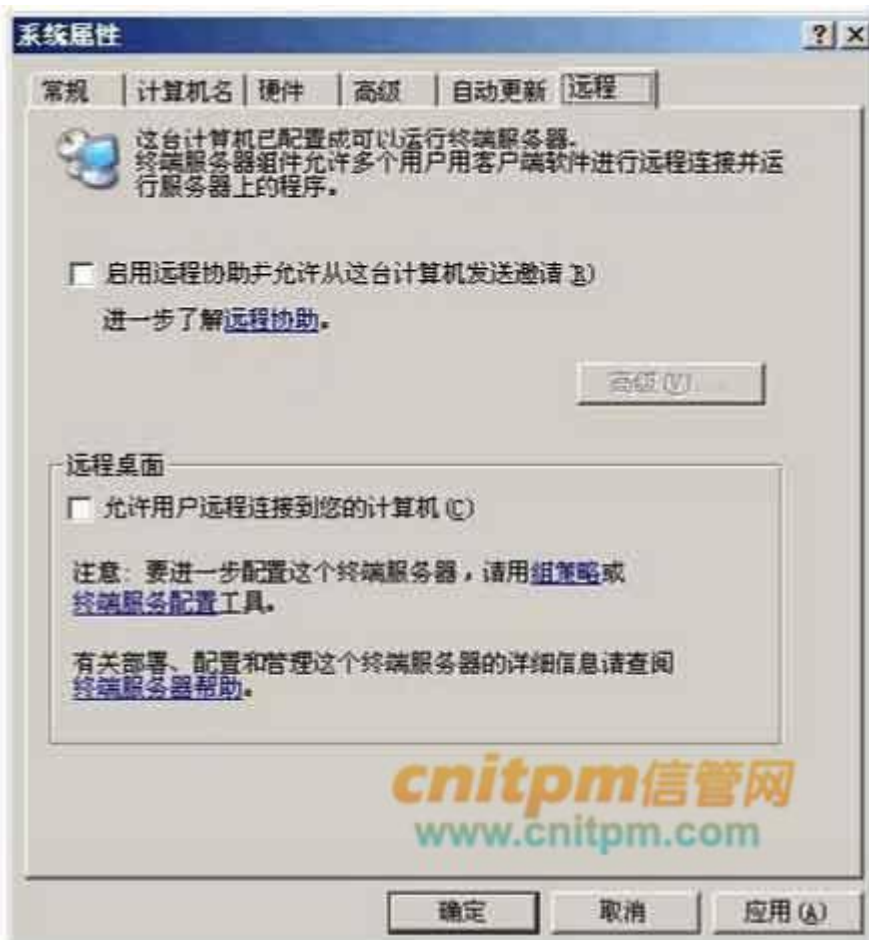 系统属性
常规 计算机名 硬件 高级 自动更新 远程
这台计算机已配置成可以运行终端服务器。
终端服务器组件允许多个用户用客户端软件进行远程连接并运
行服务器上的程序。
启用远程协助并允许从这台计算机发送邀请 R)
进一步了解远程协助。
高级(V)...
远程桌面
允许用户远程连接到您的计算机(C)
注意: 要进一步配置这个终端服务器,请用组策略或
终端服务配置工具。
有关部署、配置和管理这个终端服务器的详细信息请查阅
终端服务器帮助。
cnitpm信管网
www.cnitpm.com
确定 取消 应用(A)